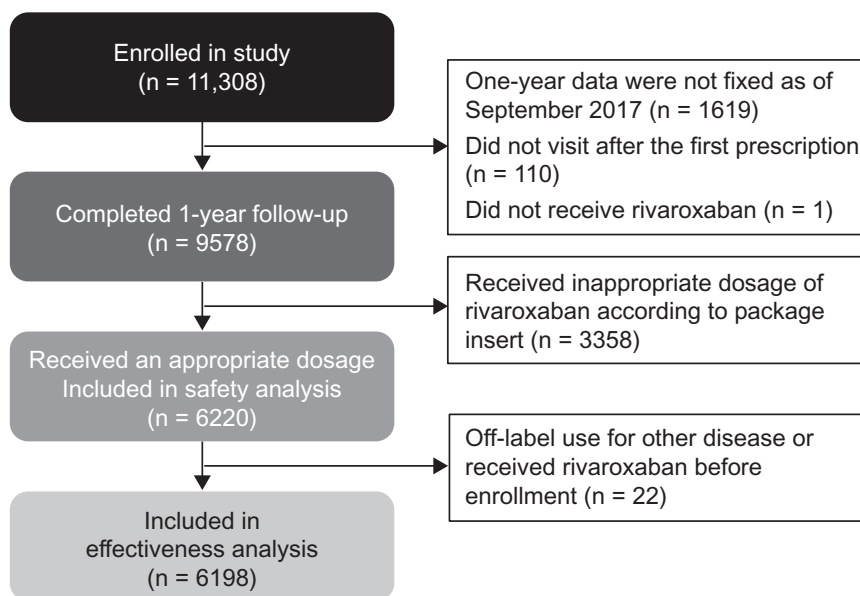 Enrolled in study
(n = 11,308)
One-year data were not fixed as of
September 2017 (n = 1619)
Did not visit after the first prescription
(n = 110)
Did not receive rivaroxaban (n = 1)
Completed 1-year follow-up
(n = 9578)
Received inappropriate dosage of
rivaroxaban according to package
insert (n = 3358)
Received an appropriate dosage
Included in safety analysis
(n = 6220)
Off-label use for other disease or
received rivaroxaban before
enrollment (n = 22)
Included in
effectiveness analysis
(n = 6198)